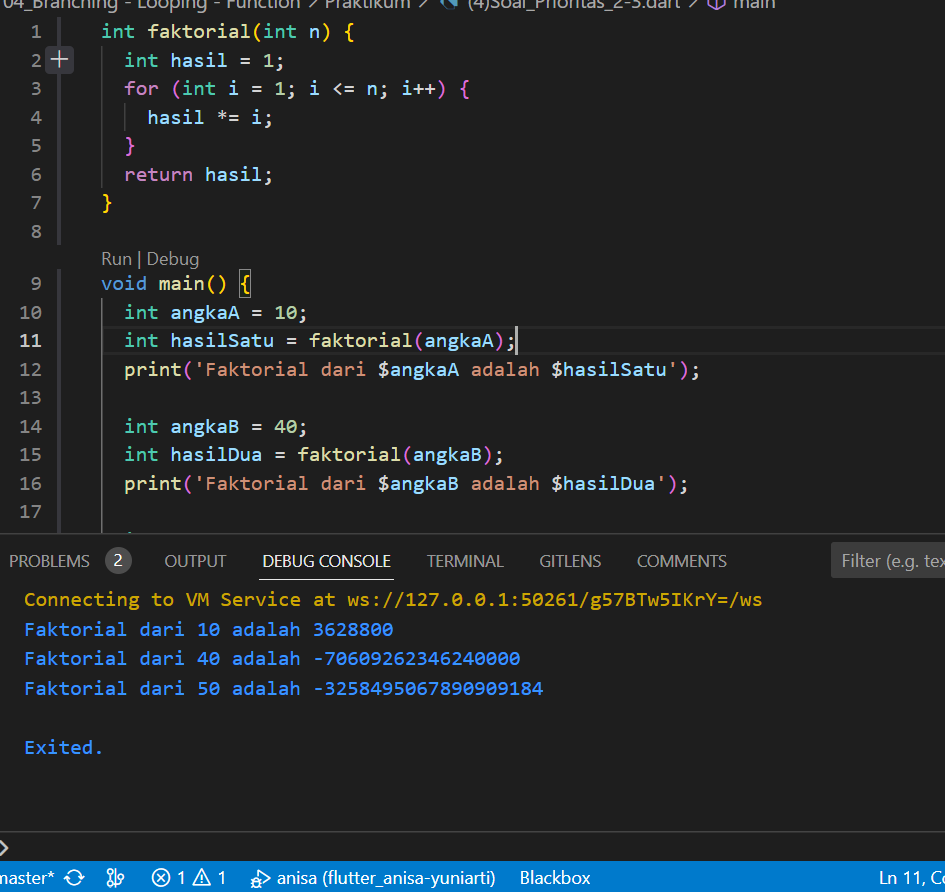 04_Branching - Looping - Function > Praktikum > (4)Soal_Prioritas_2-3.dart > main
1 int faktorial(int n) {
2 int hasil = 1;
3 for (int i = 1; i <= n; i++) {
4 hasil *= i;
5 }
6 return hasil;
7 }
8
Run | Debug
9 void main() {
10 int angkaA = 10;
11 int hasilSatu = faktorial(angkaA);
12 print('Faktorial dari $angkaA adalah $hasilSatu');
13
14 int angkaB = 40;
15 int hasilDua = faktorial(angkaB);
16 print('Faktorial dari $angkaB adalah $hasilDua');
17
PROBLEMS 2 OUTPUT DEBUG CONSOLE TERMINAL GITLENS COMMENTS Filter (e.g. tex
Connecting to VM Service at ws://127.0.0.1:50261/g57BTw5IKrY=/ws
Faktorial dari 10 adalah 3628800
Faktorial dari 40 adalah -70609262346240000
Faktorial dari 50 adalah -3258495067890909184
Exited.
master* 1 1 anisa (flutter_anisa-yuniarti) Blackbox Ln 11, Co